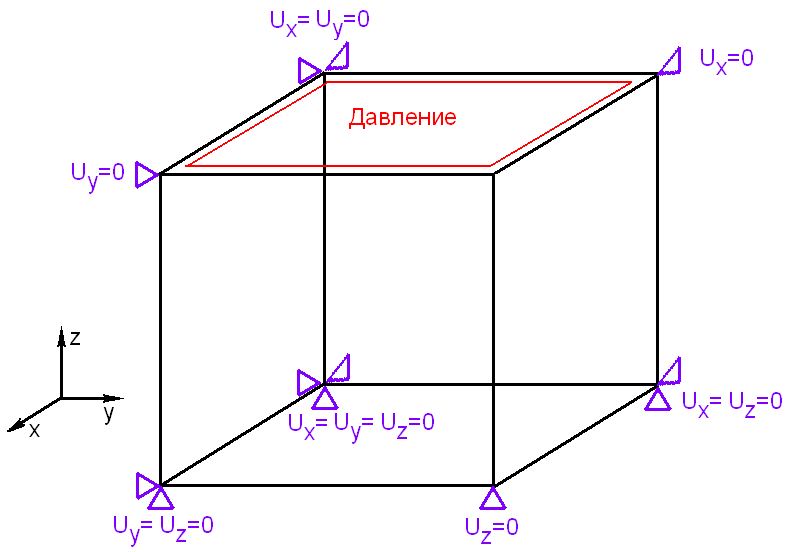 Ux= Uy=0
Ux=0
Давление
Uy=0
z
y
x
Ux= Uy= Uz=0
Ux= Uz=0
Uy= Uz=0
Uz=0